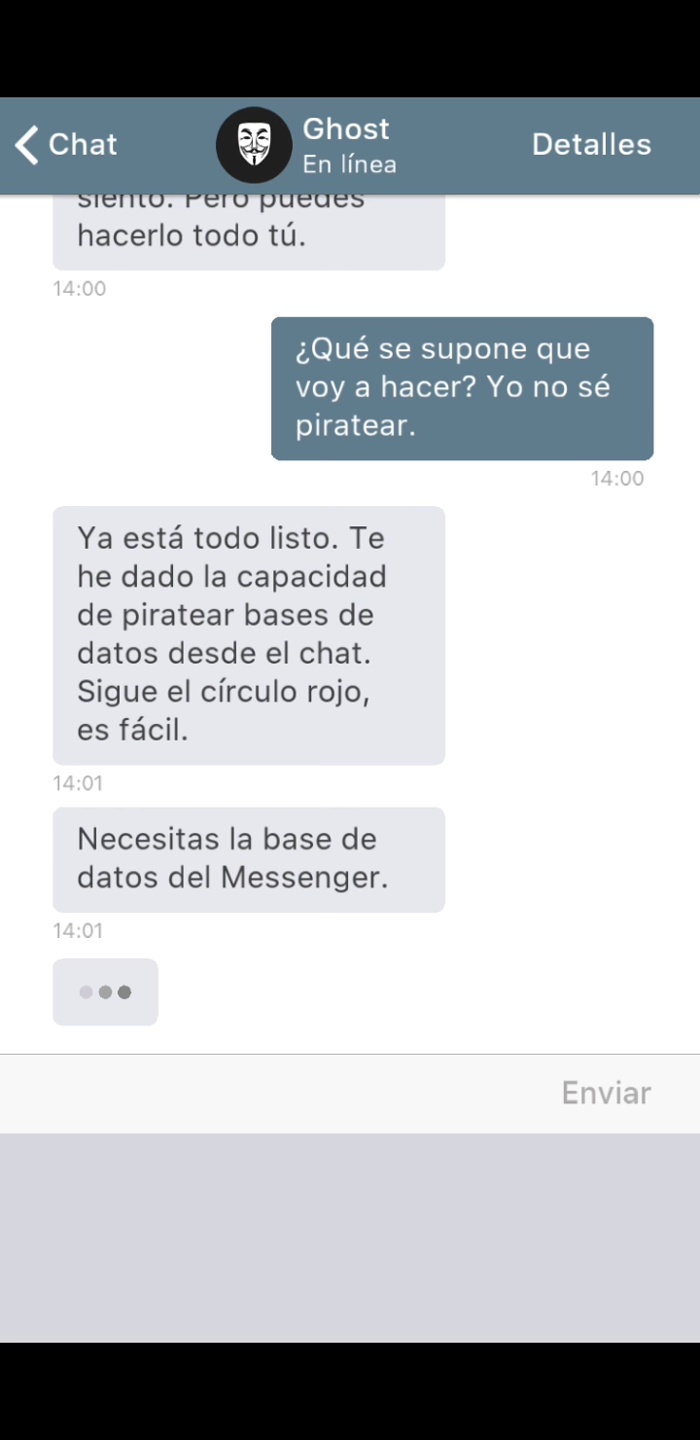 Chat
Ghost
En línea
Detalles
siento. Pero puedes
hacerlo todo tú.
14:00
¿Qué se supone que
voy a hacer? Yo no sé
piratear.
14:00
Ya está todo listo. Te
he dado la capacidad
de piratear bases de
datos desde el chat.
Sigue el círculo rojo,
es fácil.
14:01
Necesitas la base de
datos del Messenger.
14:01
Enviar